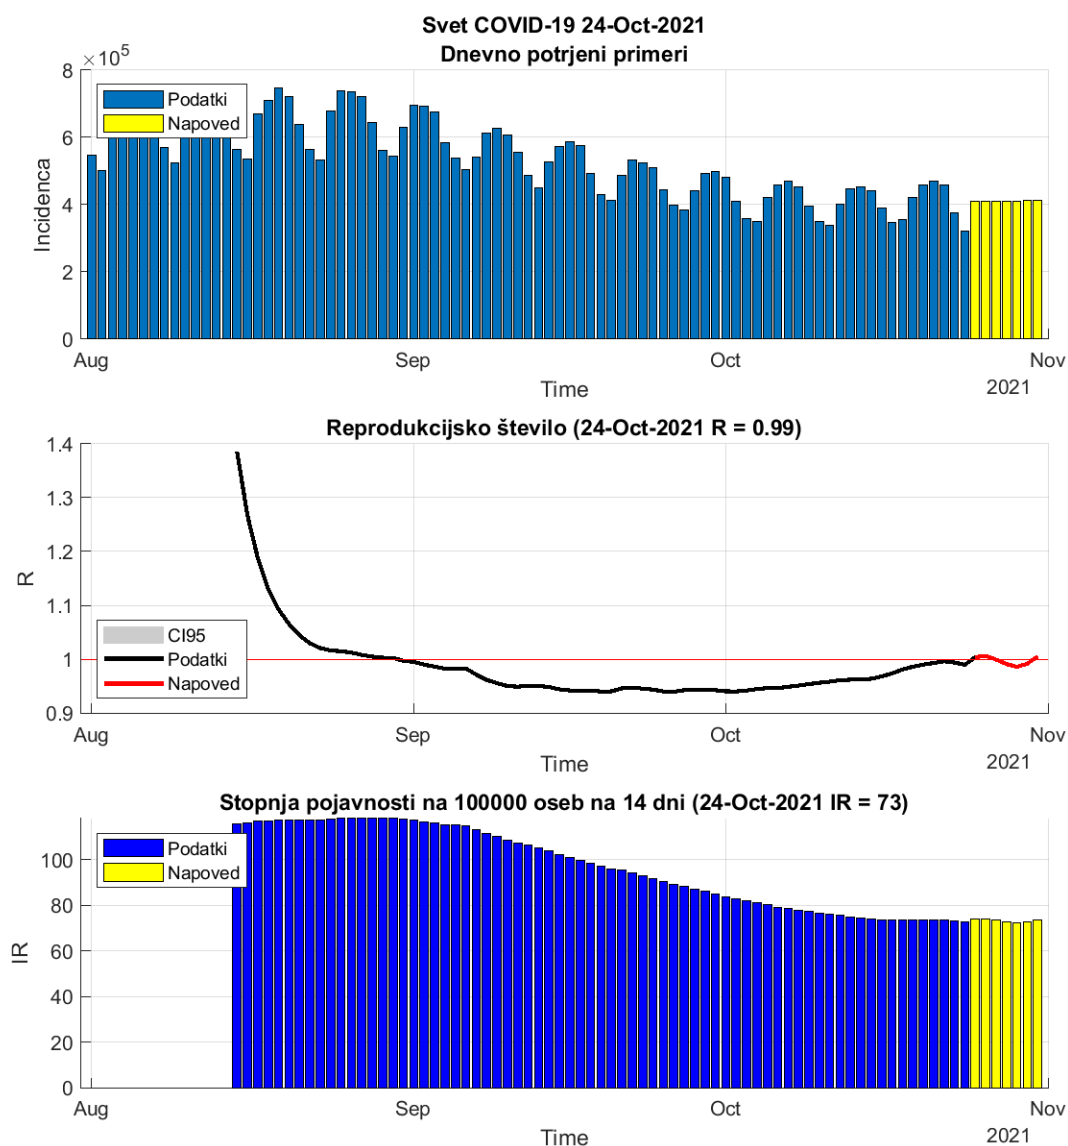 Svet COVID-19 24-Oct-2021
Dnevno potrjeni primeri
×10⁵
8
6
4
2
0
Incidenca
Podatki
Napoved
Aug
Sep
Oct
Nov
Time
2021
Reprodukcijsko število (24-Oct-2021 R = 0.99)
1.4
1.3
1.2
1.1
1
0.9
R
CI95
Podatki
Napoved
Aug
Sep
Oct
Nov
Time
2021
Stopnja pojavnosti na 100000 oseb na 14 dni (24-Oct-2021 IR = 73)
100
80
60
40
20
0
IR
Podatki
Napoved
Aug
Sep
Oct
Nov
Time
2021